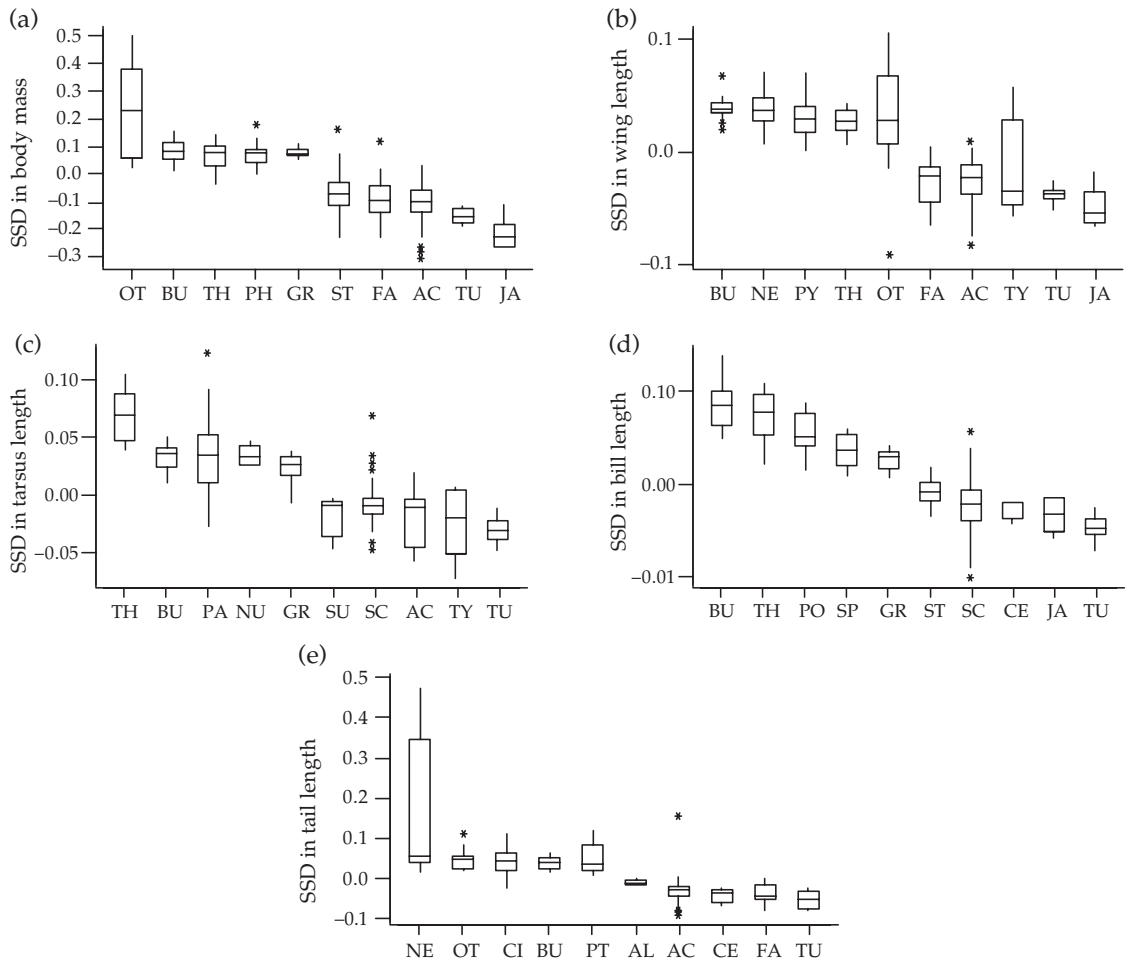 (a)
SSD in body mass
0.5
0.4
0.3
0.2
0.1
0.0
−0.1
−0.2
−0.3
OT BU TH PH GR ST FA AC TU JA
(b)
SSD in wing length
0.1
0.0
−0.1
BU NE PY TH OT FA AC TY TU JA
(c)
SSD in tarsus length
0.10
0.05
0.00
−0.05
TH BU PA NU GR SU SC AC TY TU
(d)
SSD in bill length
0.10
0.00
−0.01
BU TH PO SP GR ST SC CE JA TU
(e)
SSD in tail length
0.5
0.4
0.3
0.2
0.1
0.0
−0.1
NE OT CI BU PT AL AC CE FA TU